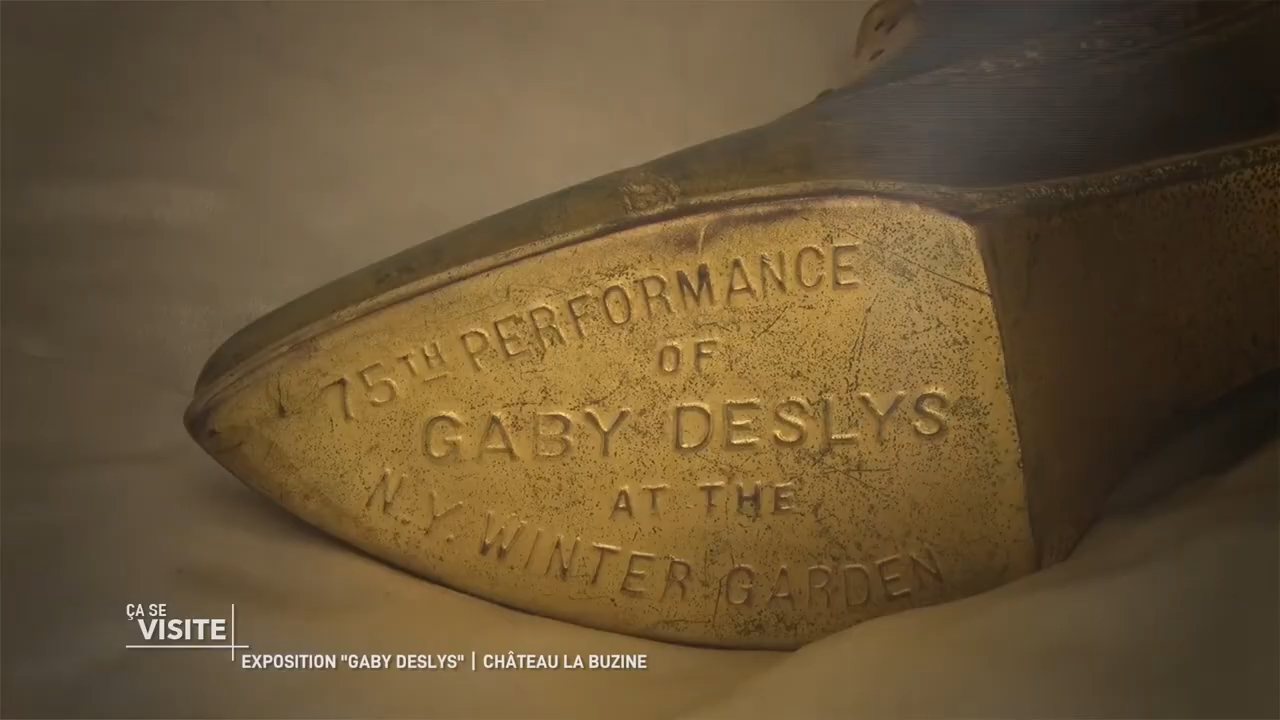 75TH PERFORMANCE
OF
GABY DESLYS
AT THE
N.Y. WINTER GARDEN
ÇA SE
VISITE
EXPOSITION "GABY DESLYS" | CHÂTEAU LA BUZINE